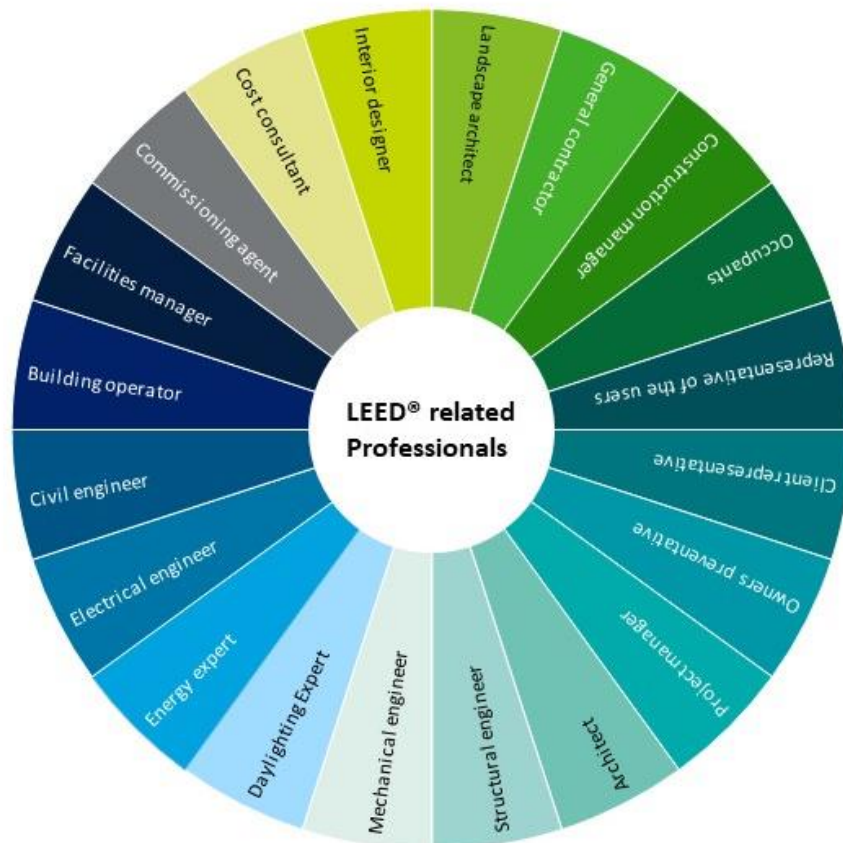 LEED® related
Professionals
Landscape architect
General contractor
Construction manager
Occupants
Representative of the users
Client representative
Owners preventative
Project manager
Architect
Structural engineer
Mechanical engineer
Daylighting Expert
Energy expert
Electrical engineer
Civil engineer
Building operator
Facilities manager
Commissioning agent
Cost consultant
Interior designer